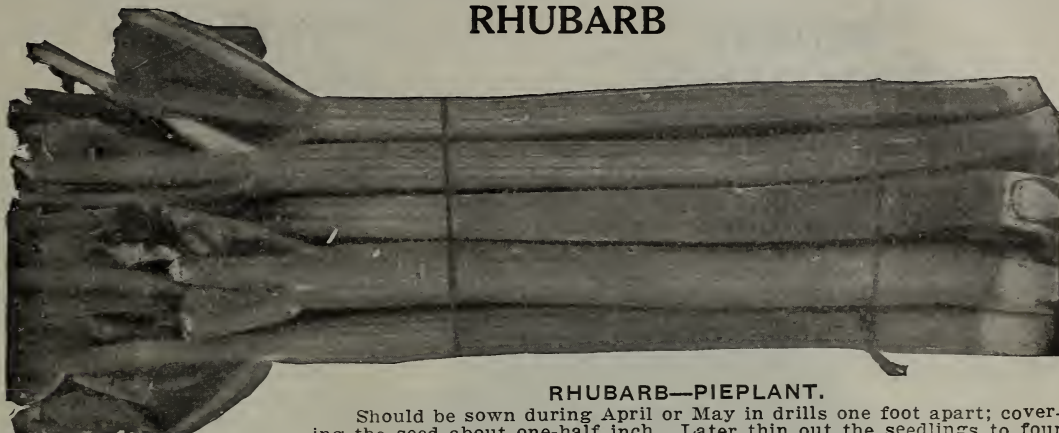 RHUBARB
RHUBARB—PIEPLANT.
Should be sown during April or May in drills one foot apart; cover-
ing the seed about one-half inch. Later thin out the seedlings to four